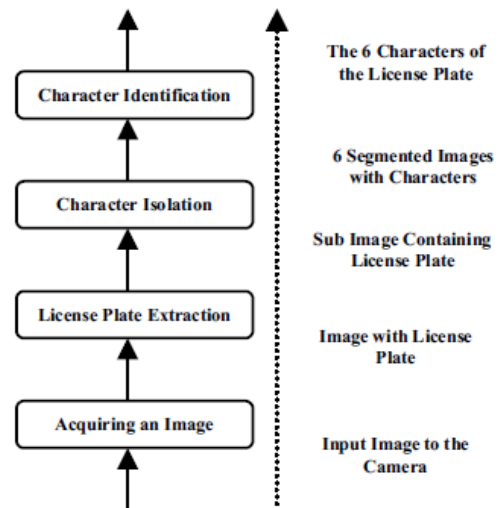 The 6 Characters of
the License Plate
Character Identification
6 Segmented Images
with Characters
Character Isolation
Sub Image Containing
License Plate
License Plate Extraction
Image with License
Plate
Acquiring an Image
Input Image to the
Camera